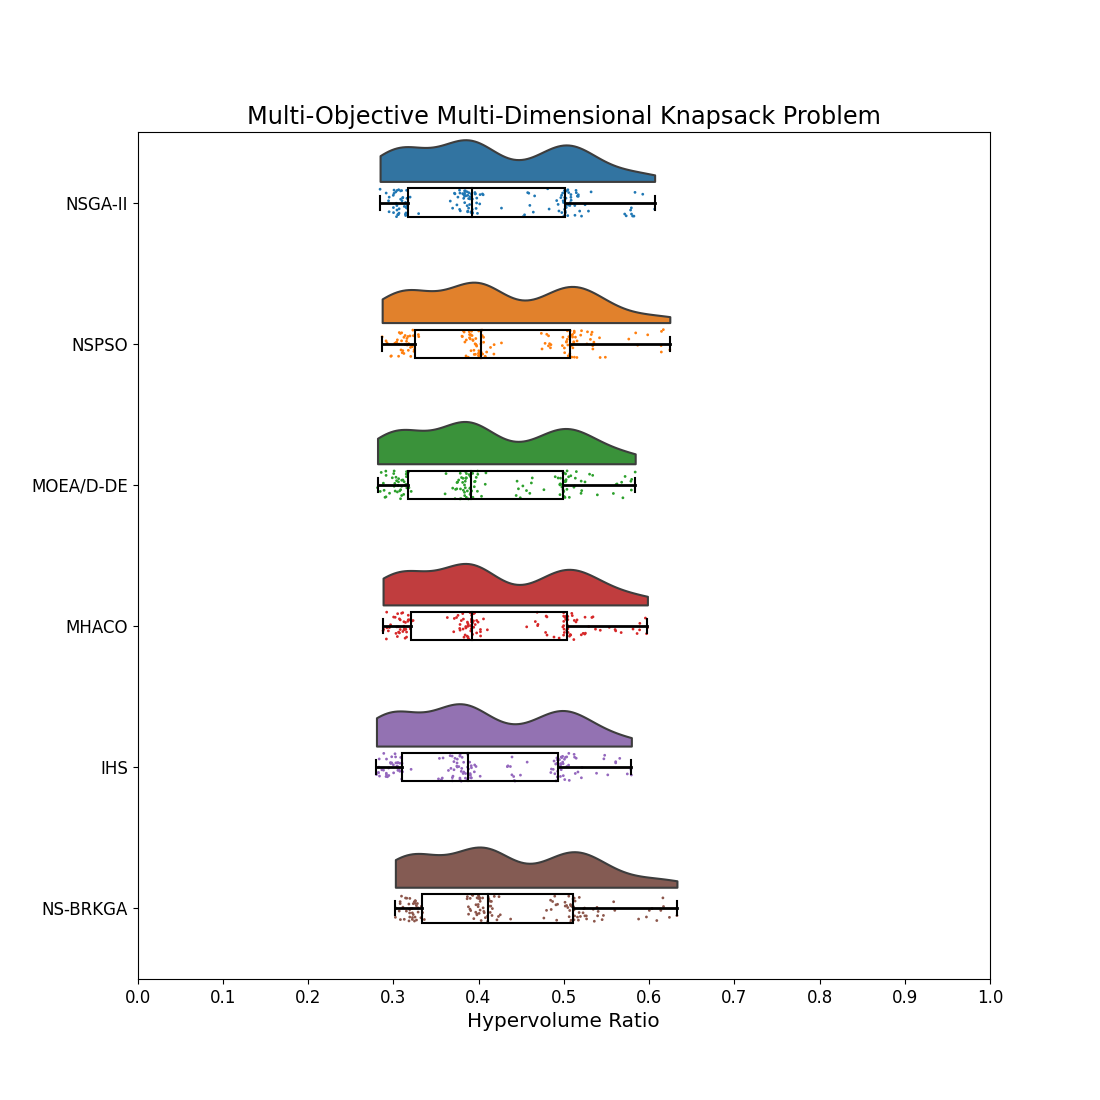 Multi-Objective Multi-Dimensional Knapsack Problem
NSGA-II
NSPSO
MOEA/D-DE
MHACO
IHS
NS-BRKGA
0.0 0.1 0.2 0.3 0.4 0.5 0.6 0.7 0.8 0.9 1.0
Hypervolume Ratio